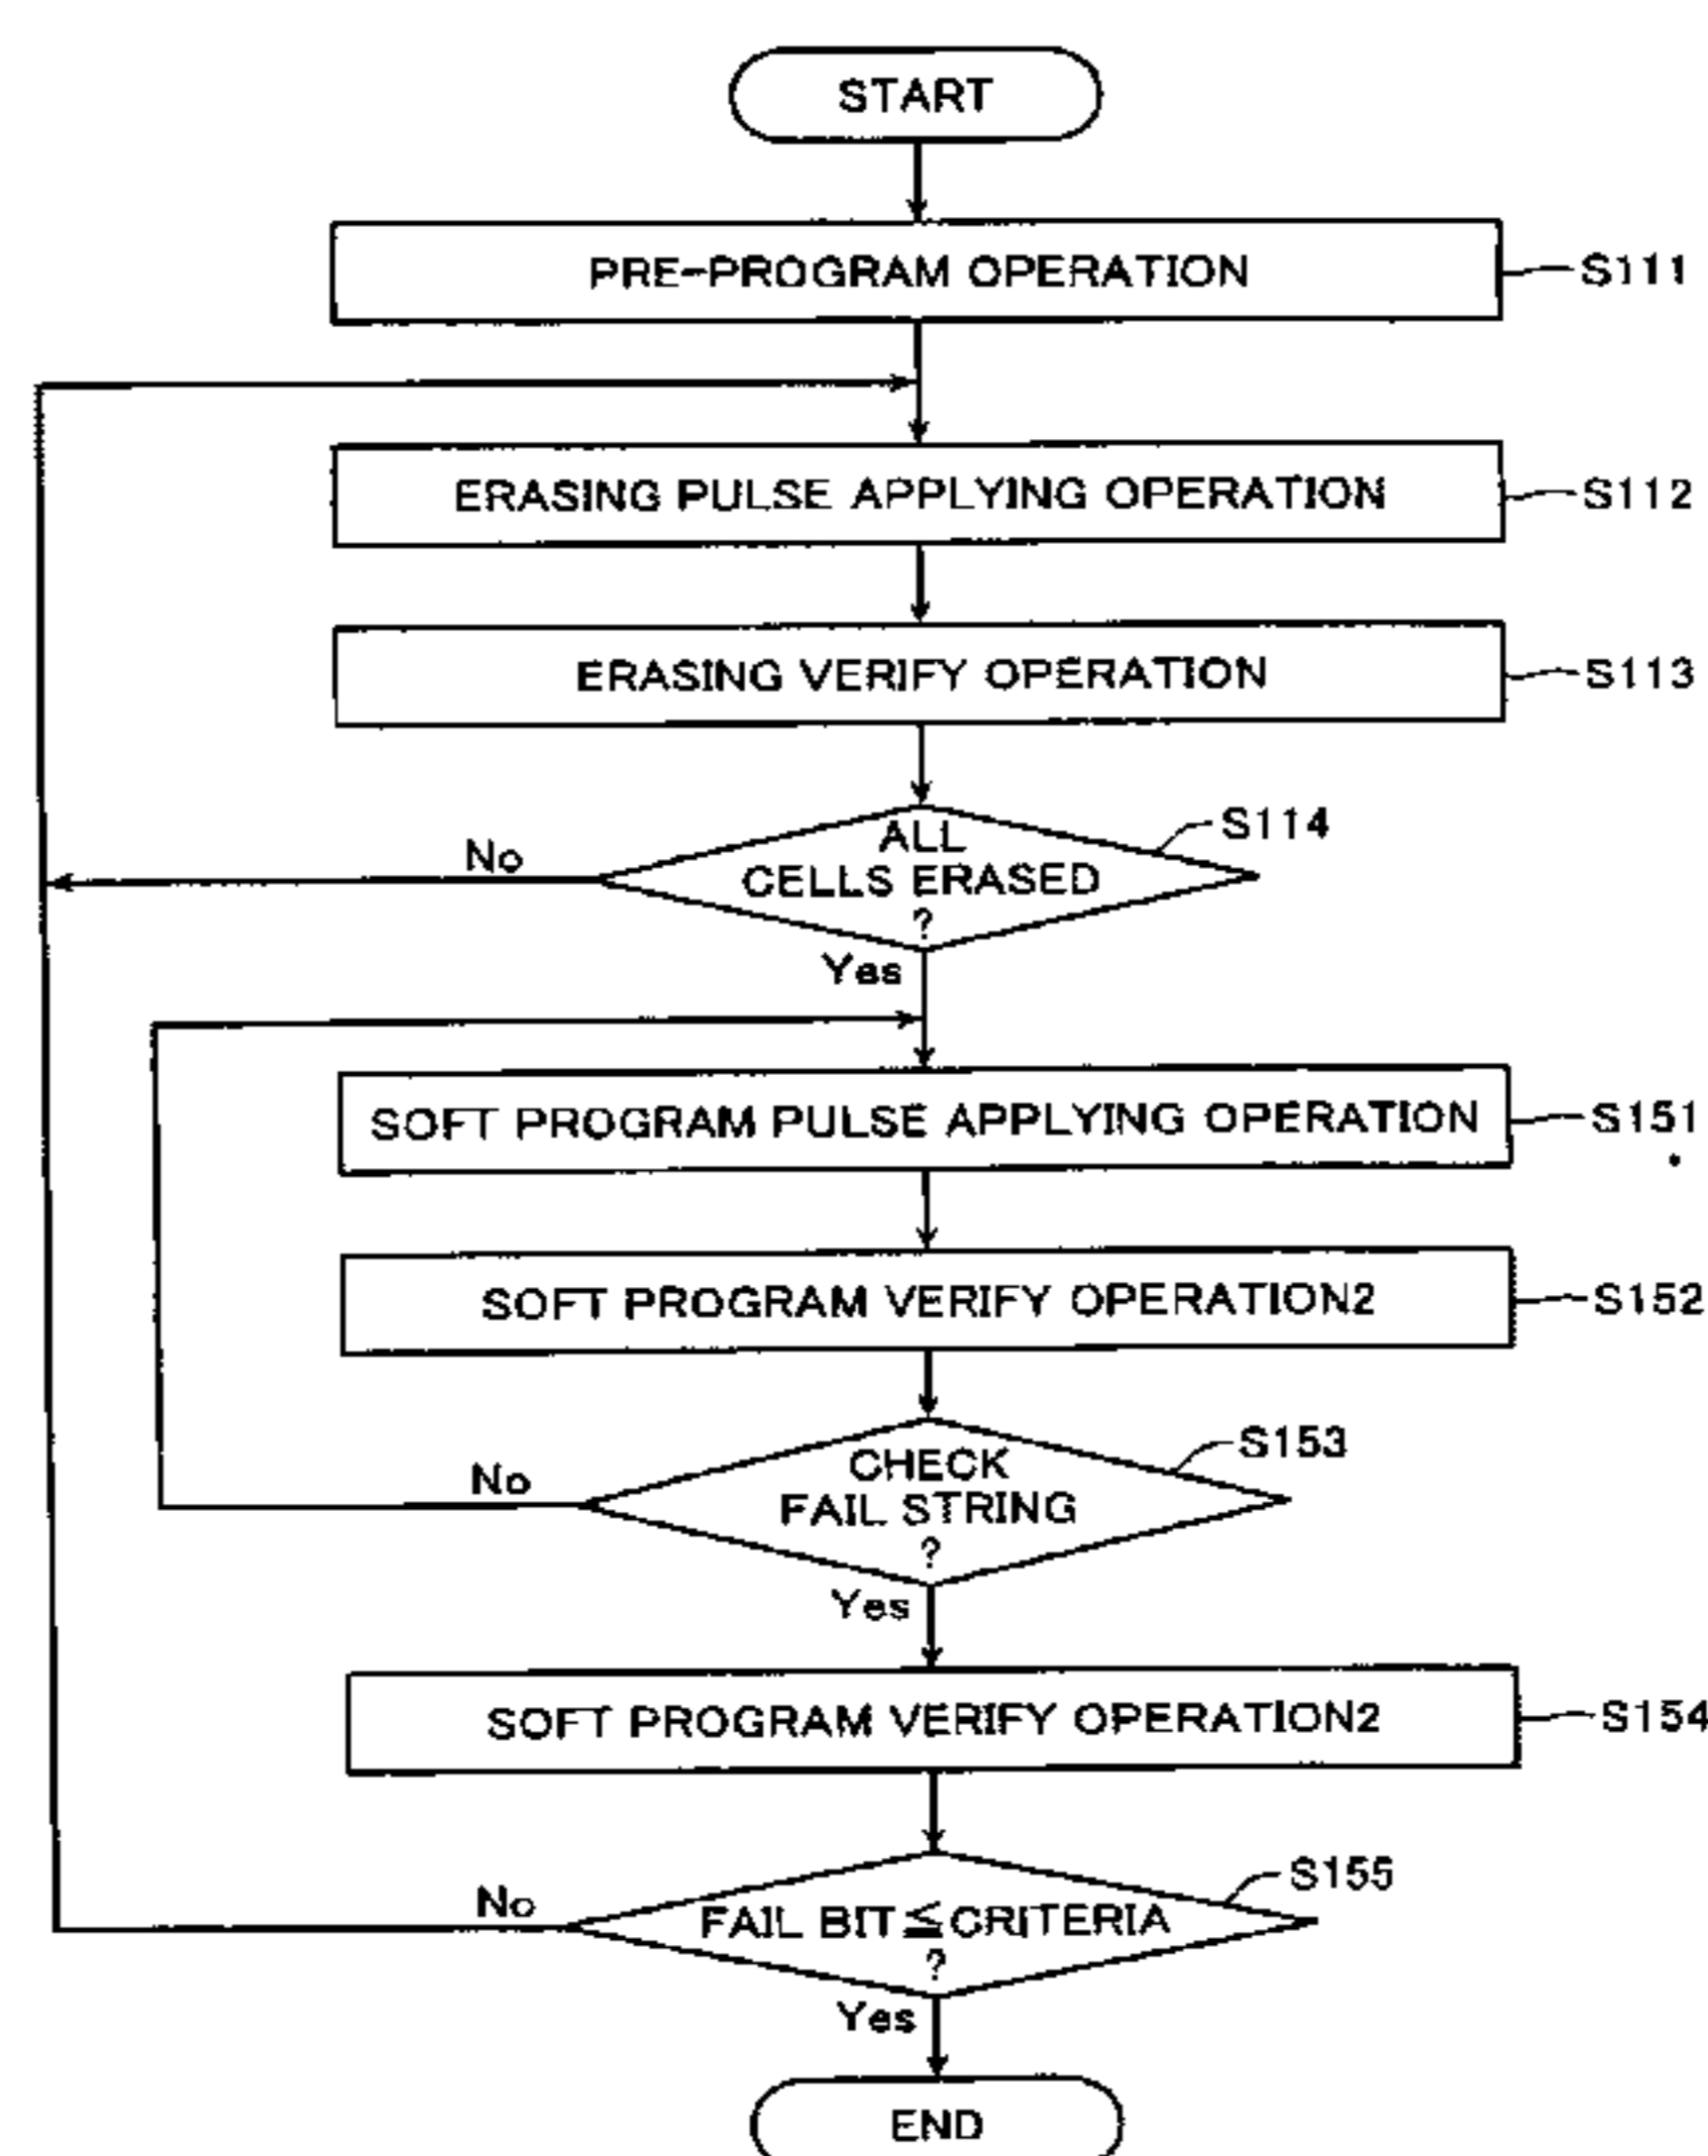 START
PRE-PROGRAM OPERATION
S111
ERASING PULSE APPLYING OPERATION
S112
ERASING VERIFY OPERATION
S113
ALL
CELLS ERASED
?
S114
No
Yes
SOFT PROGRAM PULSE APPLYING OPERATION
S151
SOFT PROGRAM VERIFY OPERATION2
S152
CHECK
FAIL STRING
?
S153
No
Yes
SOFT PROGRAM VERIFY OPERATION2
S154
FAIL BIT≦CRITERIA
?
S155
No
Yes
END